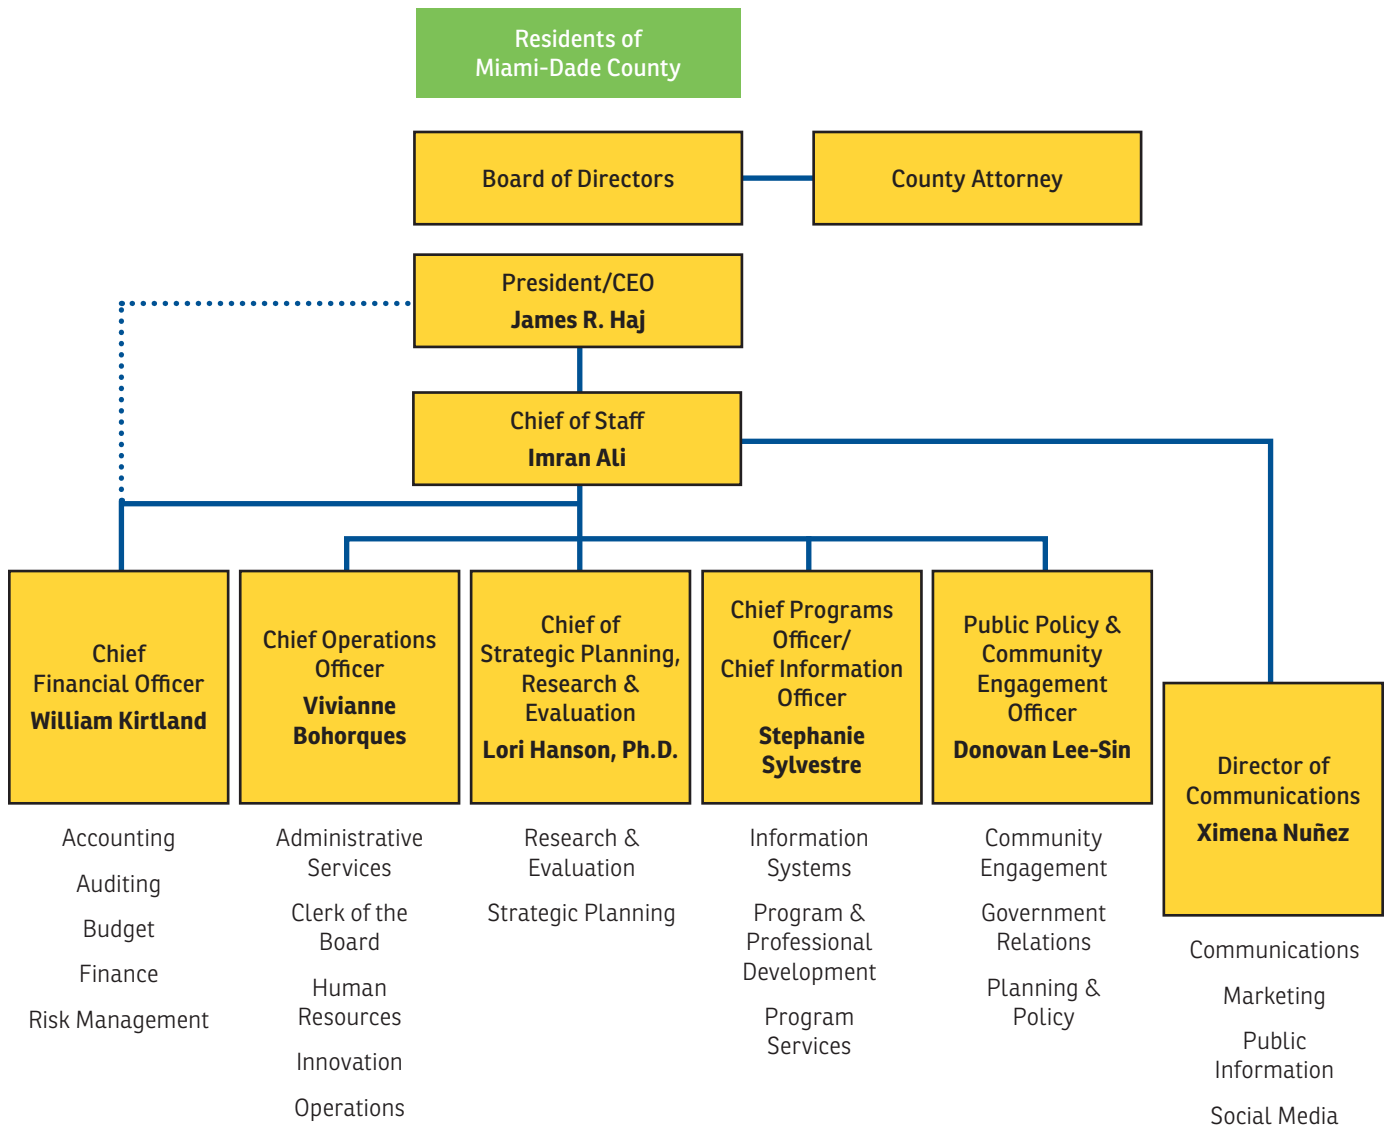 Residents of
Miami-Dade County
Board of Directors
County Attorney
President/CEO
James R. Haj
Chief of Staff
Imran Ali
Chief
Financial Officer
William Kirtland
Accounting
Auditing
Budget
Finance
Risk Management
Chief Operations
Officer
Vivianne
Bohorques
Administrative
Services
Clerk of the
Board
Human
Resources
Innovation
Operations
Chief of
Strategic Planning,
Research &
Evaluation
Lori Hanson, Ph.D.
Research &
Evaluation
Strategic Planning
Chief Programs
Officer/
Chief Information
Officer
Stephanie
Sylvestre
Information
Systems
Program &
Professional
Development
Program
Services
Public Policy &
Community
Engagement
Officer
Donovan Lee-Sin
Community
Engagement
Government
Relations
Planning &
Policy
Director of
Communications
Ximena Nuñez
Communications
Marketing
Public
Information
Social Media